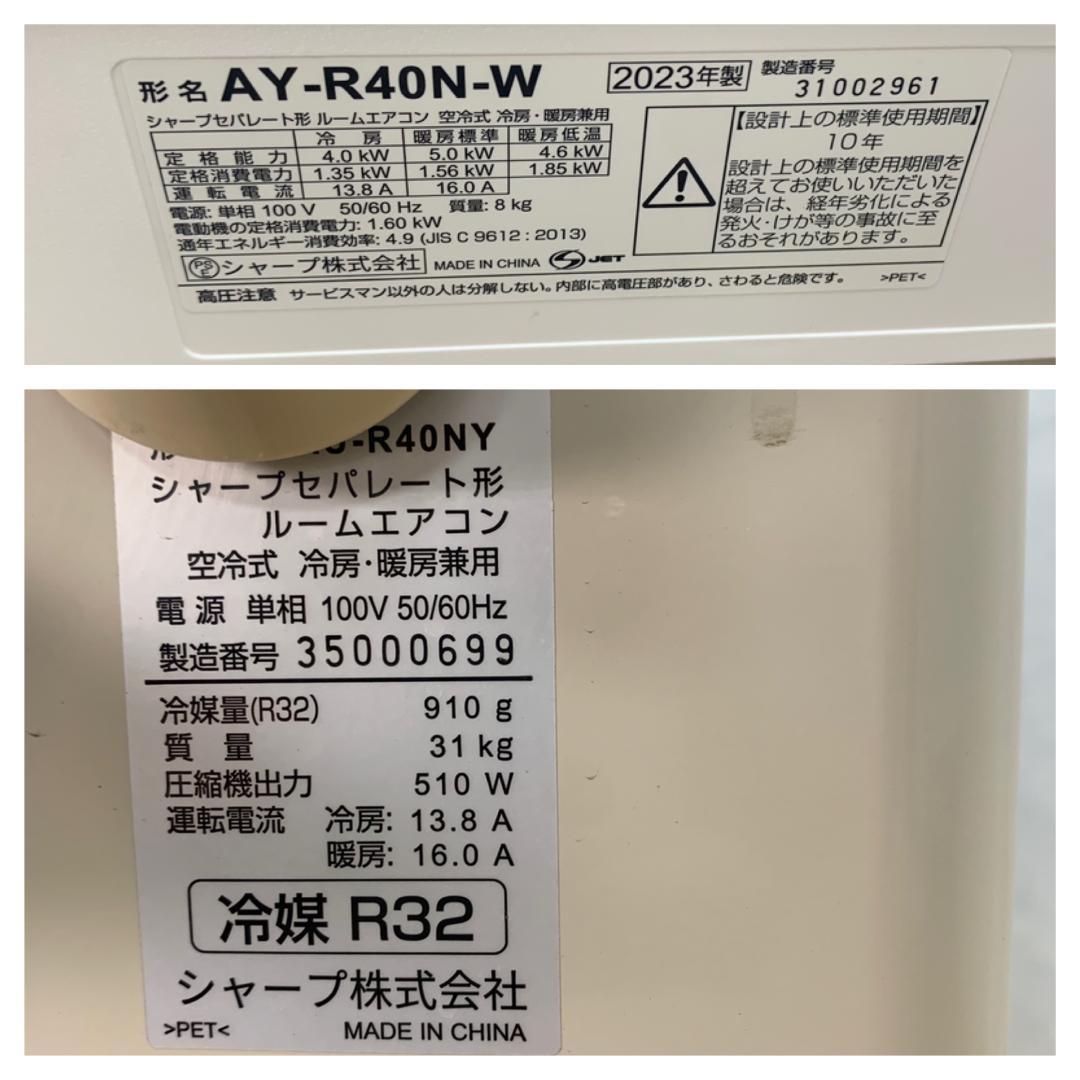 形名 AY-R40N-W 2023年製 製造番号 31002961
シャープセパレート形 ルームエアコン 空冷式 冷房・暖房兼用
冷房 暖房標準 暖房低温
定格能力 4.0 kW 5.0 kW 4.6 kW
定格消費電力 1.35 kW 1.56 kW 1.85 kW
運転電流 13.8 A 16.0 A
電源: 単相 100 V 50/60 Hz 質量: 8 kg
電動機の定格消費電力: 1.60 kW
通年エネルギー消費効率: 4.9 (JIS C 9612 : 2013)
PSE シャープ株式会社 MADE IN CHINA JET
【設計上の標準使用期間】
10年
設計上の標準使用期間を
超えてお使いいただいた
場合は、経年劣化による
発火・けが等の事故に至
るおそれがあります。
高圧注意 サービスマン以外の人は分解しない。内部に高電圧部があり、さわると危険です。 >PET<
-R40NY
シャープセパレート形
ルームエアコン
空冷式 冷房・暖房兼用
電源 単相 100V 50/60Hz
製造番号 35000699
冷媒量(R32) 910 g
質量 31 kg
圧縮機出力 510 W
運転電流 冷房: 13.8 A
暖房: 16.0 A
冷媒 R32
シャープ株式会社
>PET< MADE IN CHINA